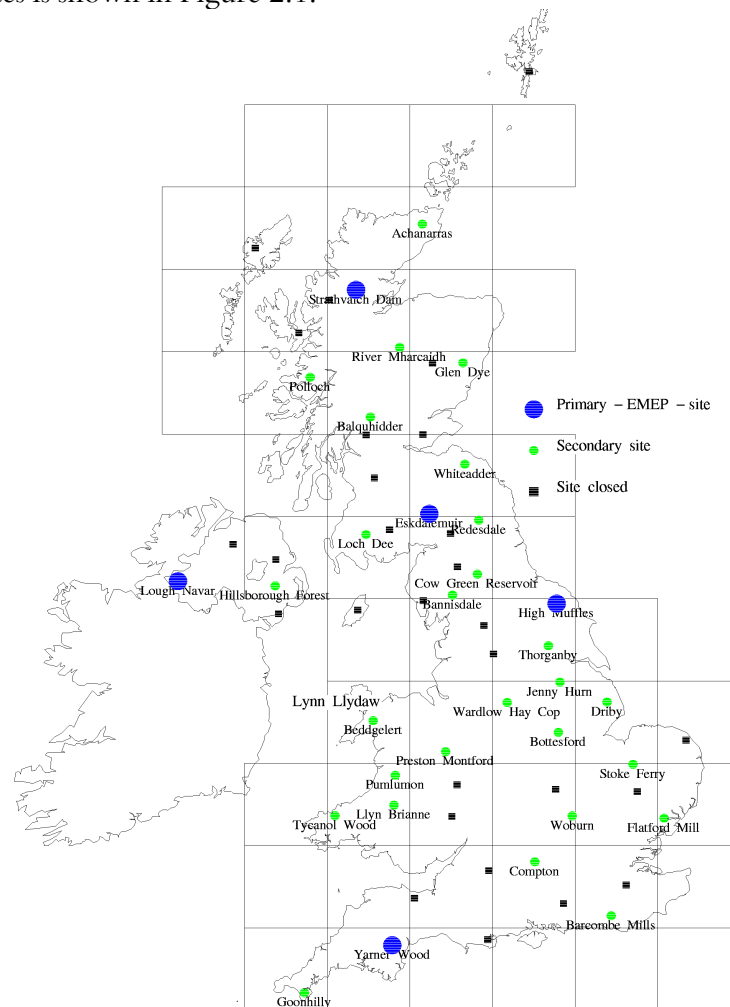 es is shown in Figure 2.1.
Achanarras
Strathvaich Dam
River Mharcaidh
Glen Dye
Polloch
Primary – EMEP – site
Balquhidder
Secondary site
Whiteadder
Site closed
Eskdalemuir
Redesdale
Loch Dee
Cow Green Reservoir
Lough Navar
Hillsborough Forest
Bannisdale
High Muffles
Thorganby
Jenny Hurn
Lynn Llydaw
Wardlow Hay Cop
Driby
Beddgelert
Bottesford
Preston Montford
Stoke Ferry
Pumlumon
Llyn Brianne
Tycanol Wood
Woburn
Flatford Mill
Compton
Barcombe Mills
Yarner Wood
Goonhilly